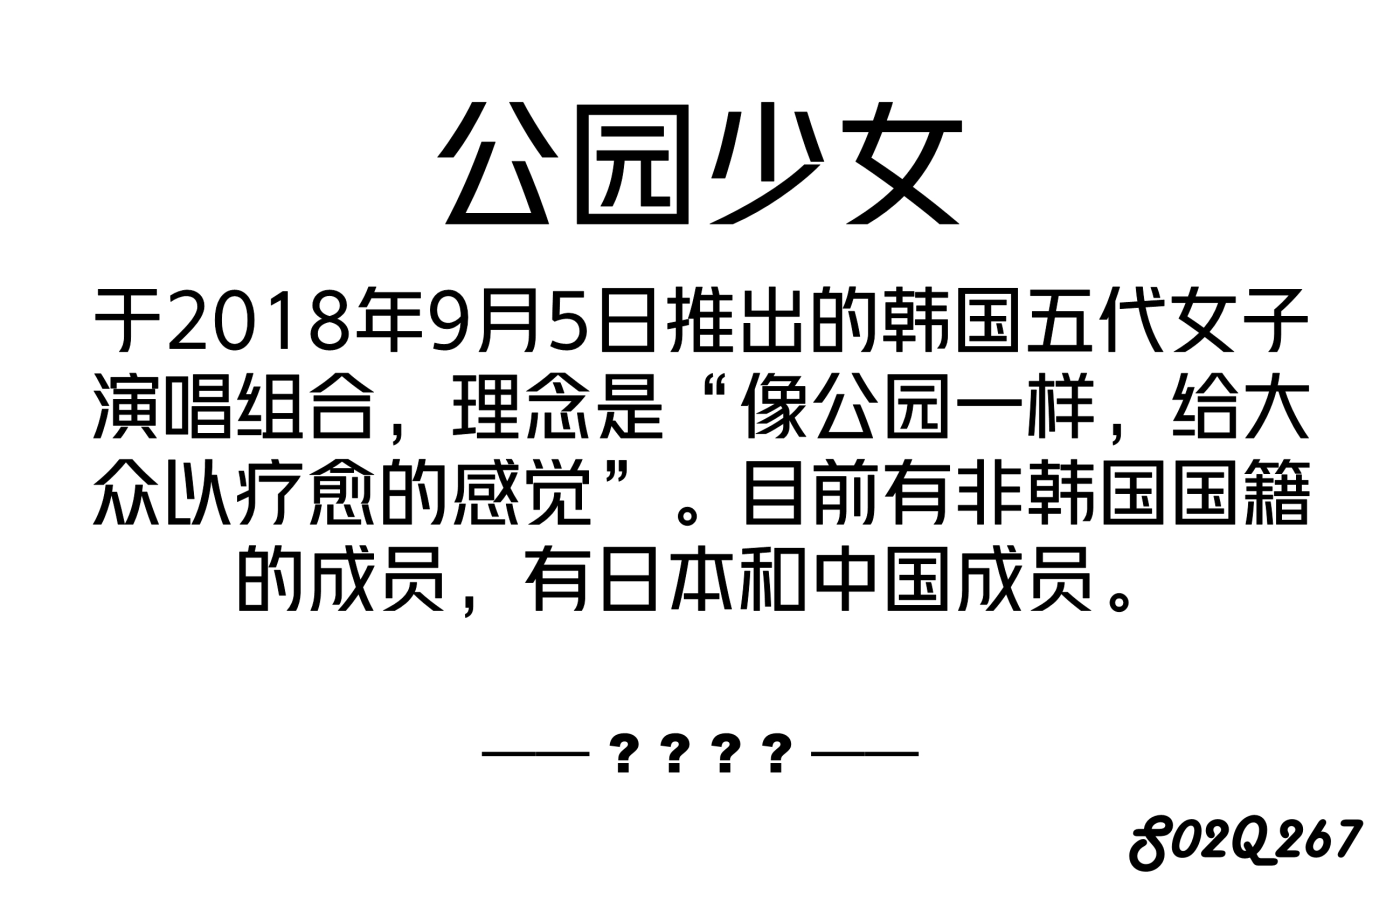 公园少女
于2018年9月5日推出的韩国五代女子
演唱组合，理念是“像公园一样，给大
众以疗愈的感觉”。目前有非韩国国籍
的成员，有日本和中国成员。
——？？？？——
S02Q267